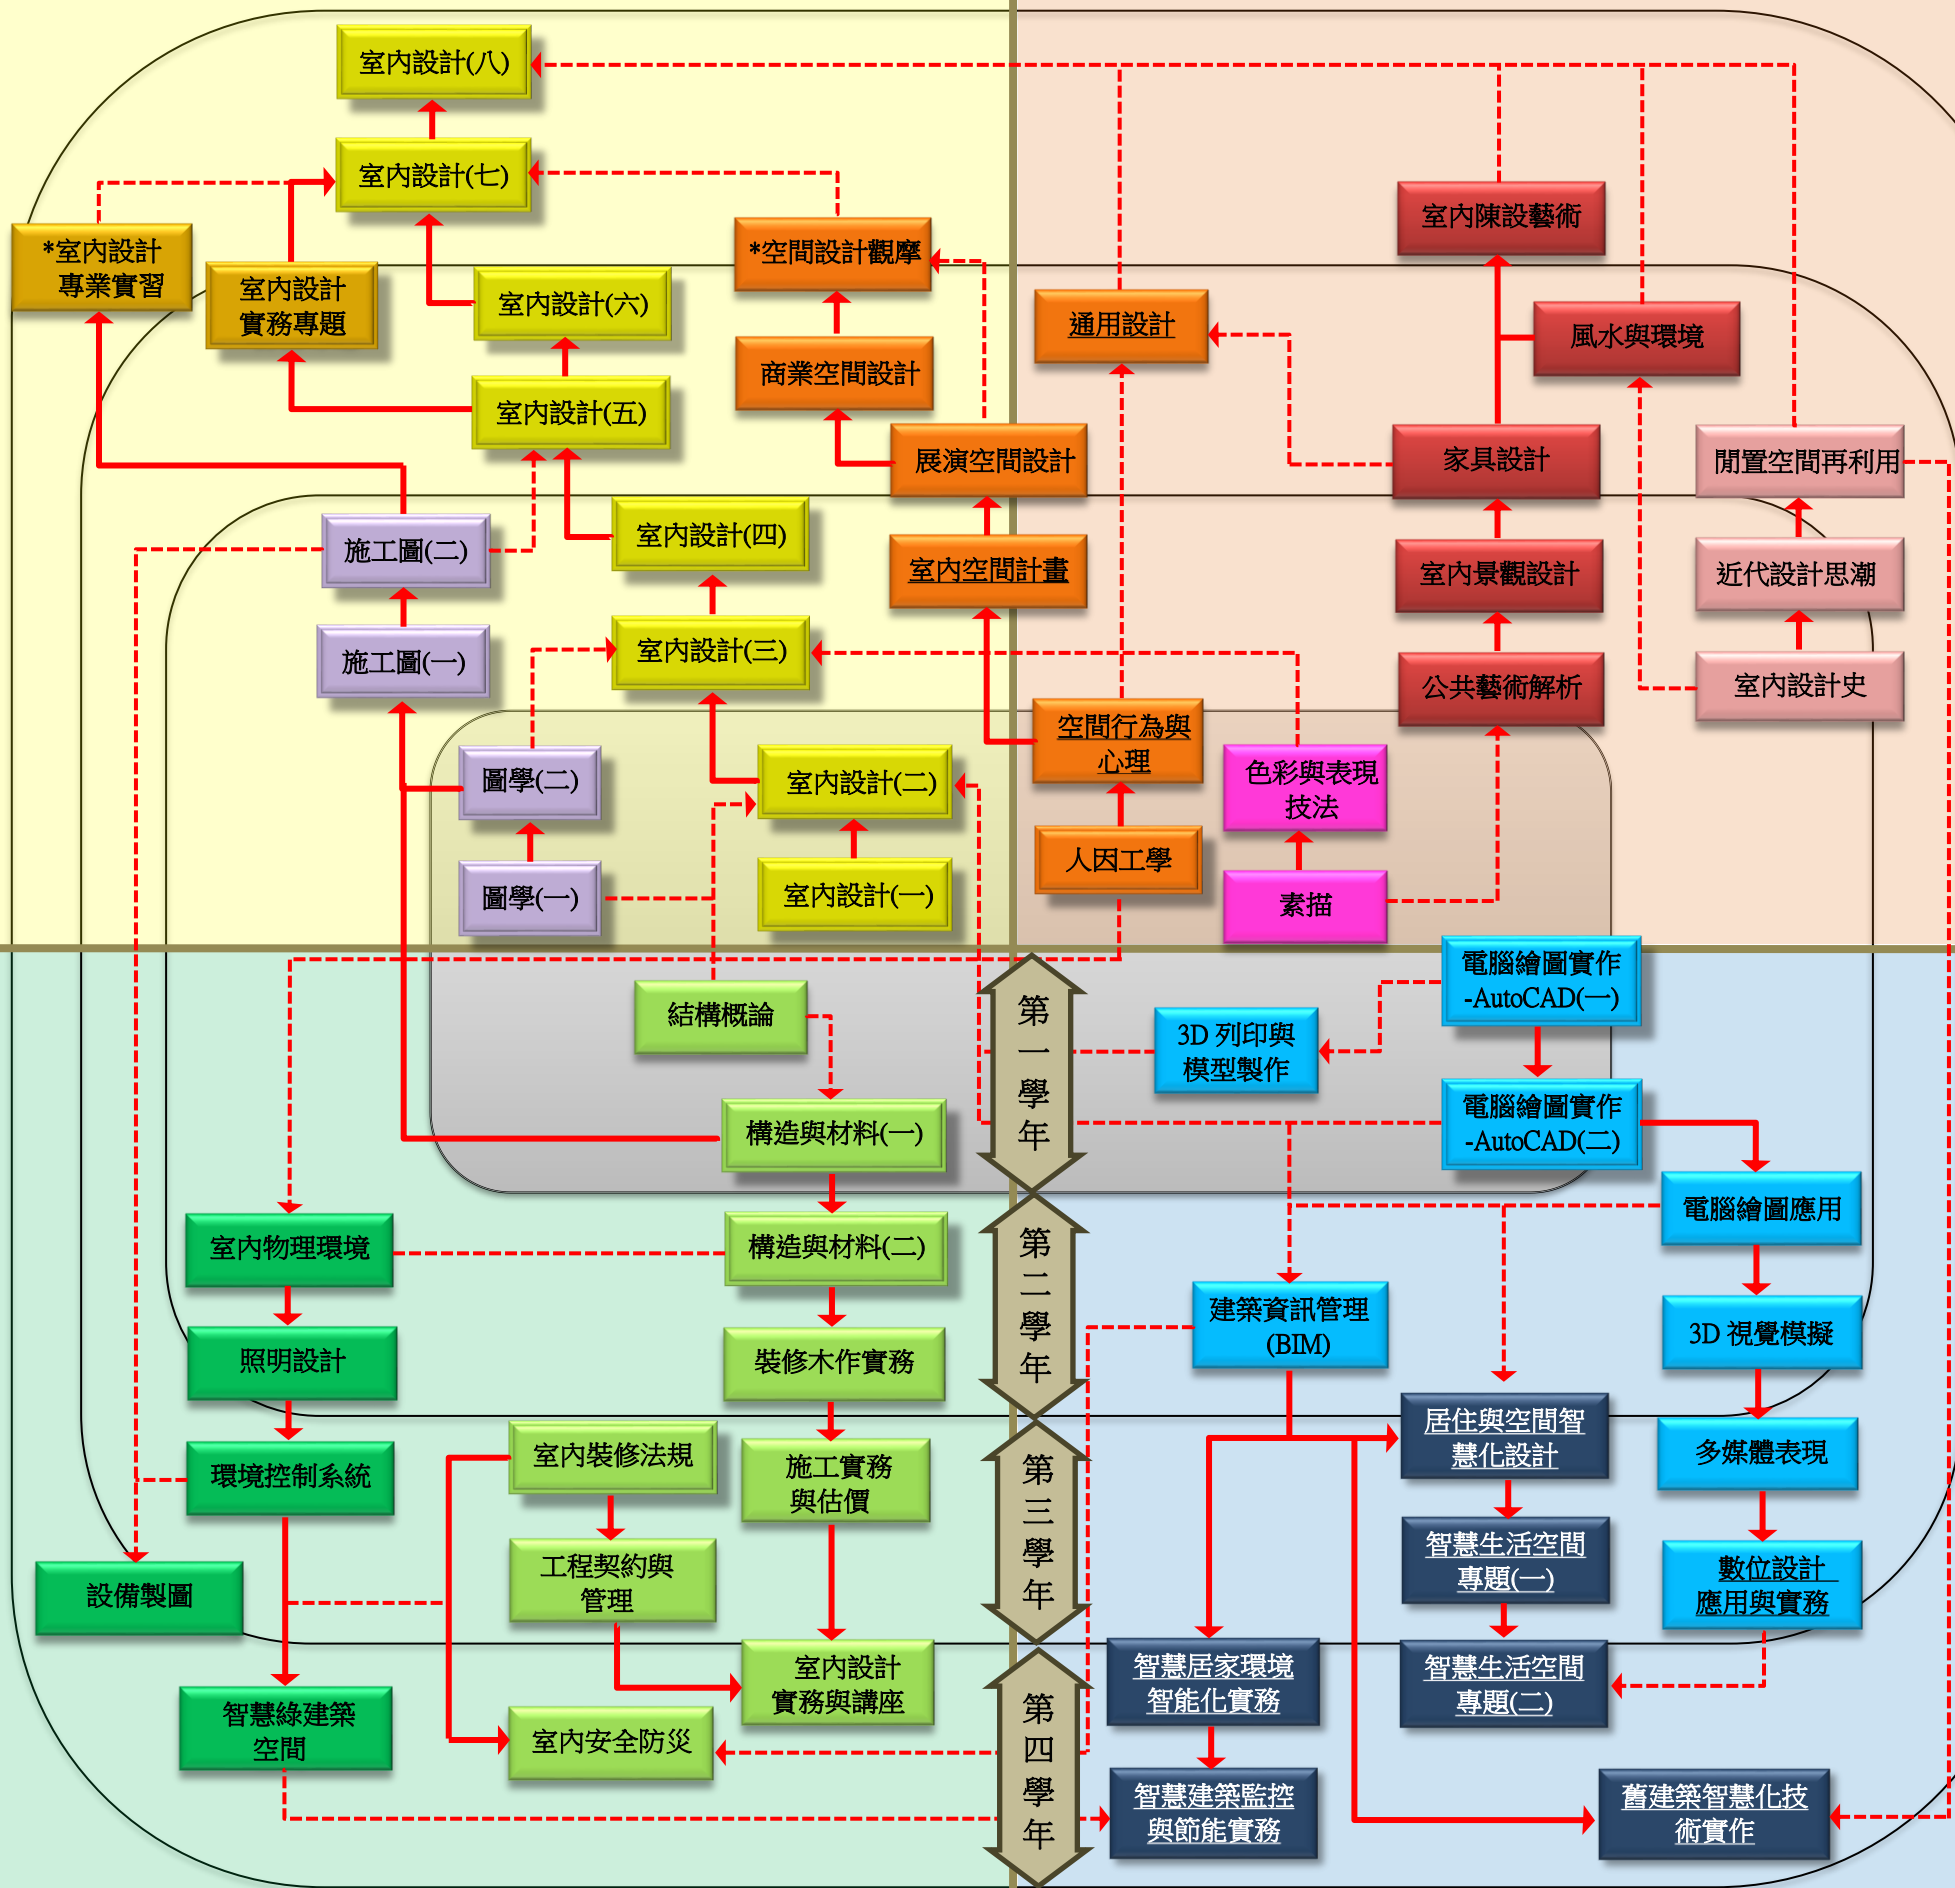 室內設計(八)
室內設計(七)
*室內設計
專業實習
室內設計
實務專題
室內設計(六)
室內設計(五)
*空間設計觀摩
商業空間設計
展演空間設計
施工圖(二)
施工圖(一)
室內設計(四)
室內設計(三)
室內空間計畫
圖學(二)
圖學(一)
室內設計(二)
室內設計(一)
室內陳設藝術
通用設計
風水與環境
家具設計
閒置空間再利用
室內景觀設計
近代設計思潮
公共藝術解析
室內設計史
空間行為與
心理
色彩與表現
技法
人因工學
素描
結構概論
構造與材料(一)
室內物理環境
構造與材料(二)
照明設計
裝修木作實務
環境控制系統
室內裝修法規
施工實務
與估價
設備製圖
工程契約與
管理
智慧綠建築
空間
室內設計
實務與講座
室內安全防災
第一學年
第二學年
第三學年
第四學年
電腦繪圖實作
-AutoCAD(一)
3D 列印與
模型製作
電腦繪圖實作
-AutoCAD(二)
電腦繪圖應用
建築資訊管理
(BIM)
3D 視覺模擬
居住與空間智
慧化設計
多媒體表現
智慧生活空間
專題(一)
數位設計
應用與實務
智慧居家環境
智能化實務
智慧生活空間
專題(二)
智慧建築監控
與節能實務
舊建築智慧化技
術實作